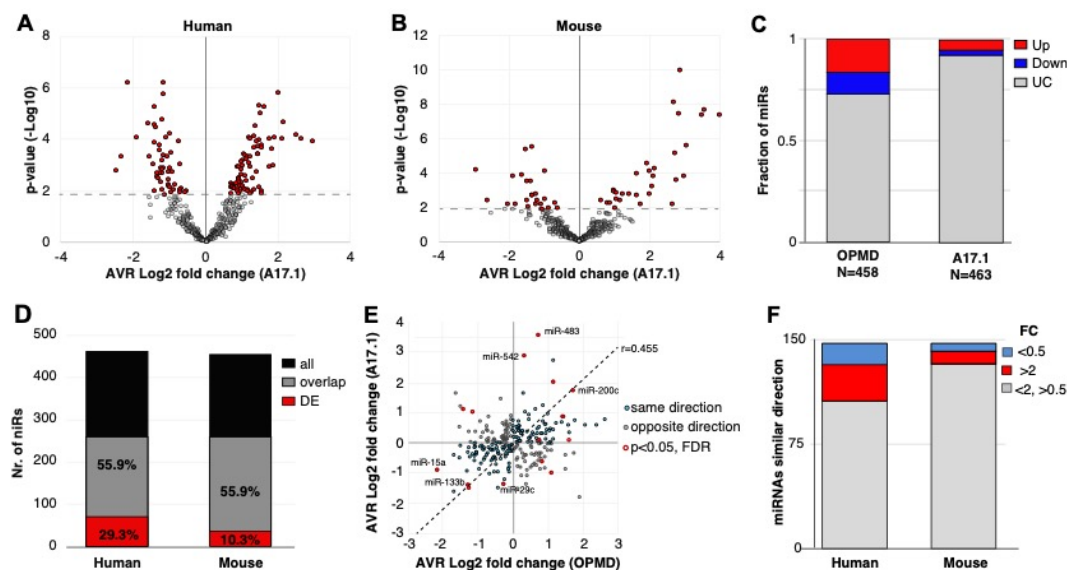 A
Human
p-value (-Log10)
8
6
4
2
0
-4
-2
0
2
4
AVR Log2 fold change (A17.1)
B
Mouse
p-value (-Log10)
12
10
8
6
4
2
0
-4
-2
0
2
4
AVR Log2 fold change (A17.1)
C
Fraction of miRs
1
0.5
0
OPMD
N=458
A17.1
N=463
Up
Down
UC
D
Nr. of niRs
500
400
300
200
100
0
55.9%
29.3%
55.9%
10.3%
Human
Mouse
all
overlap
DE
E
AVR Log2 fold change (A17.1)
4
3
2
1
0
-1
-2
-3
miR-483
miR-542
r=0.455
miR-200c
miR-15a
miR-133b
miR-29c
same direction
opposite direction
p<0.05, FDR
-3
-2
-1
0
1
2
3
AVR Log2 fold change (OPMD)
F
miRNAs similar direction
150
75
0
Human
Mouse
FC
<0.5
>2
<2, >0.5